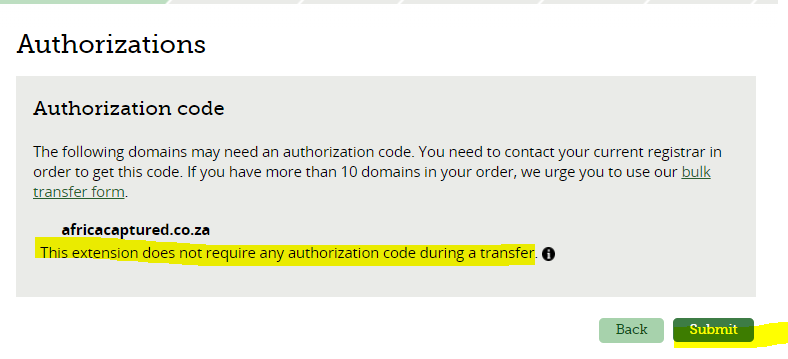 Authorizations
Authorization code
The following domains may need an authorization code. You need to contact your current registrar in
order to get this code. If you have more than 10 domains in your order, we urge you to use our bulk
transfer form.
africacaptured.co.za
This extension does not require any authorization code during a transfer.
Back Submit